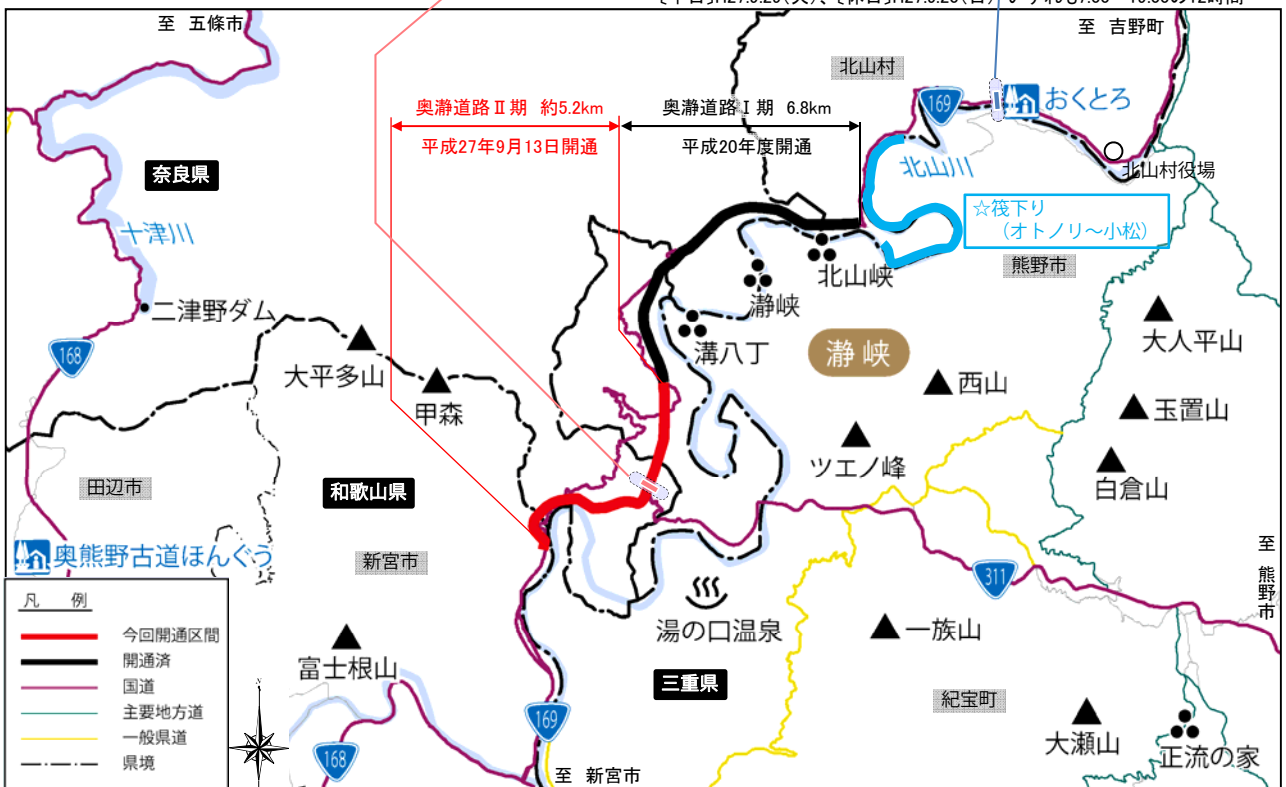 至 五條市
至 吉野町
北山村
奥瀞道路Ⅱ期 約5.2km
奥瀞道路Ⅰ期 6.8km
169
おくとろ
平成27年9月13日開通
平成20年度開通
奈良県
北山川
北山村役場
☆筏下り
(オトノリ~小松)
十津川
北山峡
熊野市
瀞峡
二津野ダム
溝八丁
瀞峡
大人平山
168
大平多山
西山
甲森
玉置山
ツエノ峰
白倉山
田辺市
和歌山県
奥熊野古道ほんぐう
新宮市
至 熊野市
311
凡 例
今回開通区間
開通済
国道
主要地方道
一般県道
県境
湯の口温泉
一族山
富士根山
三重県
紀宝町
169
大瀬山
正流の家
168
至 新宮市